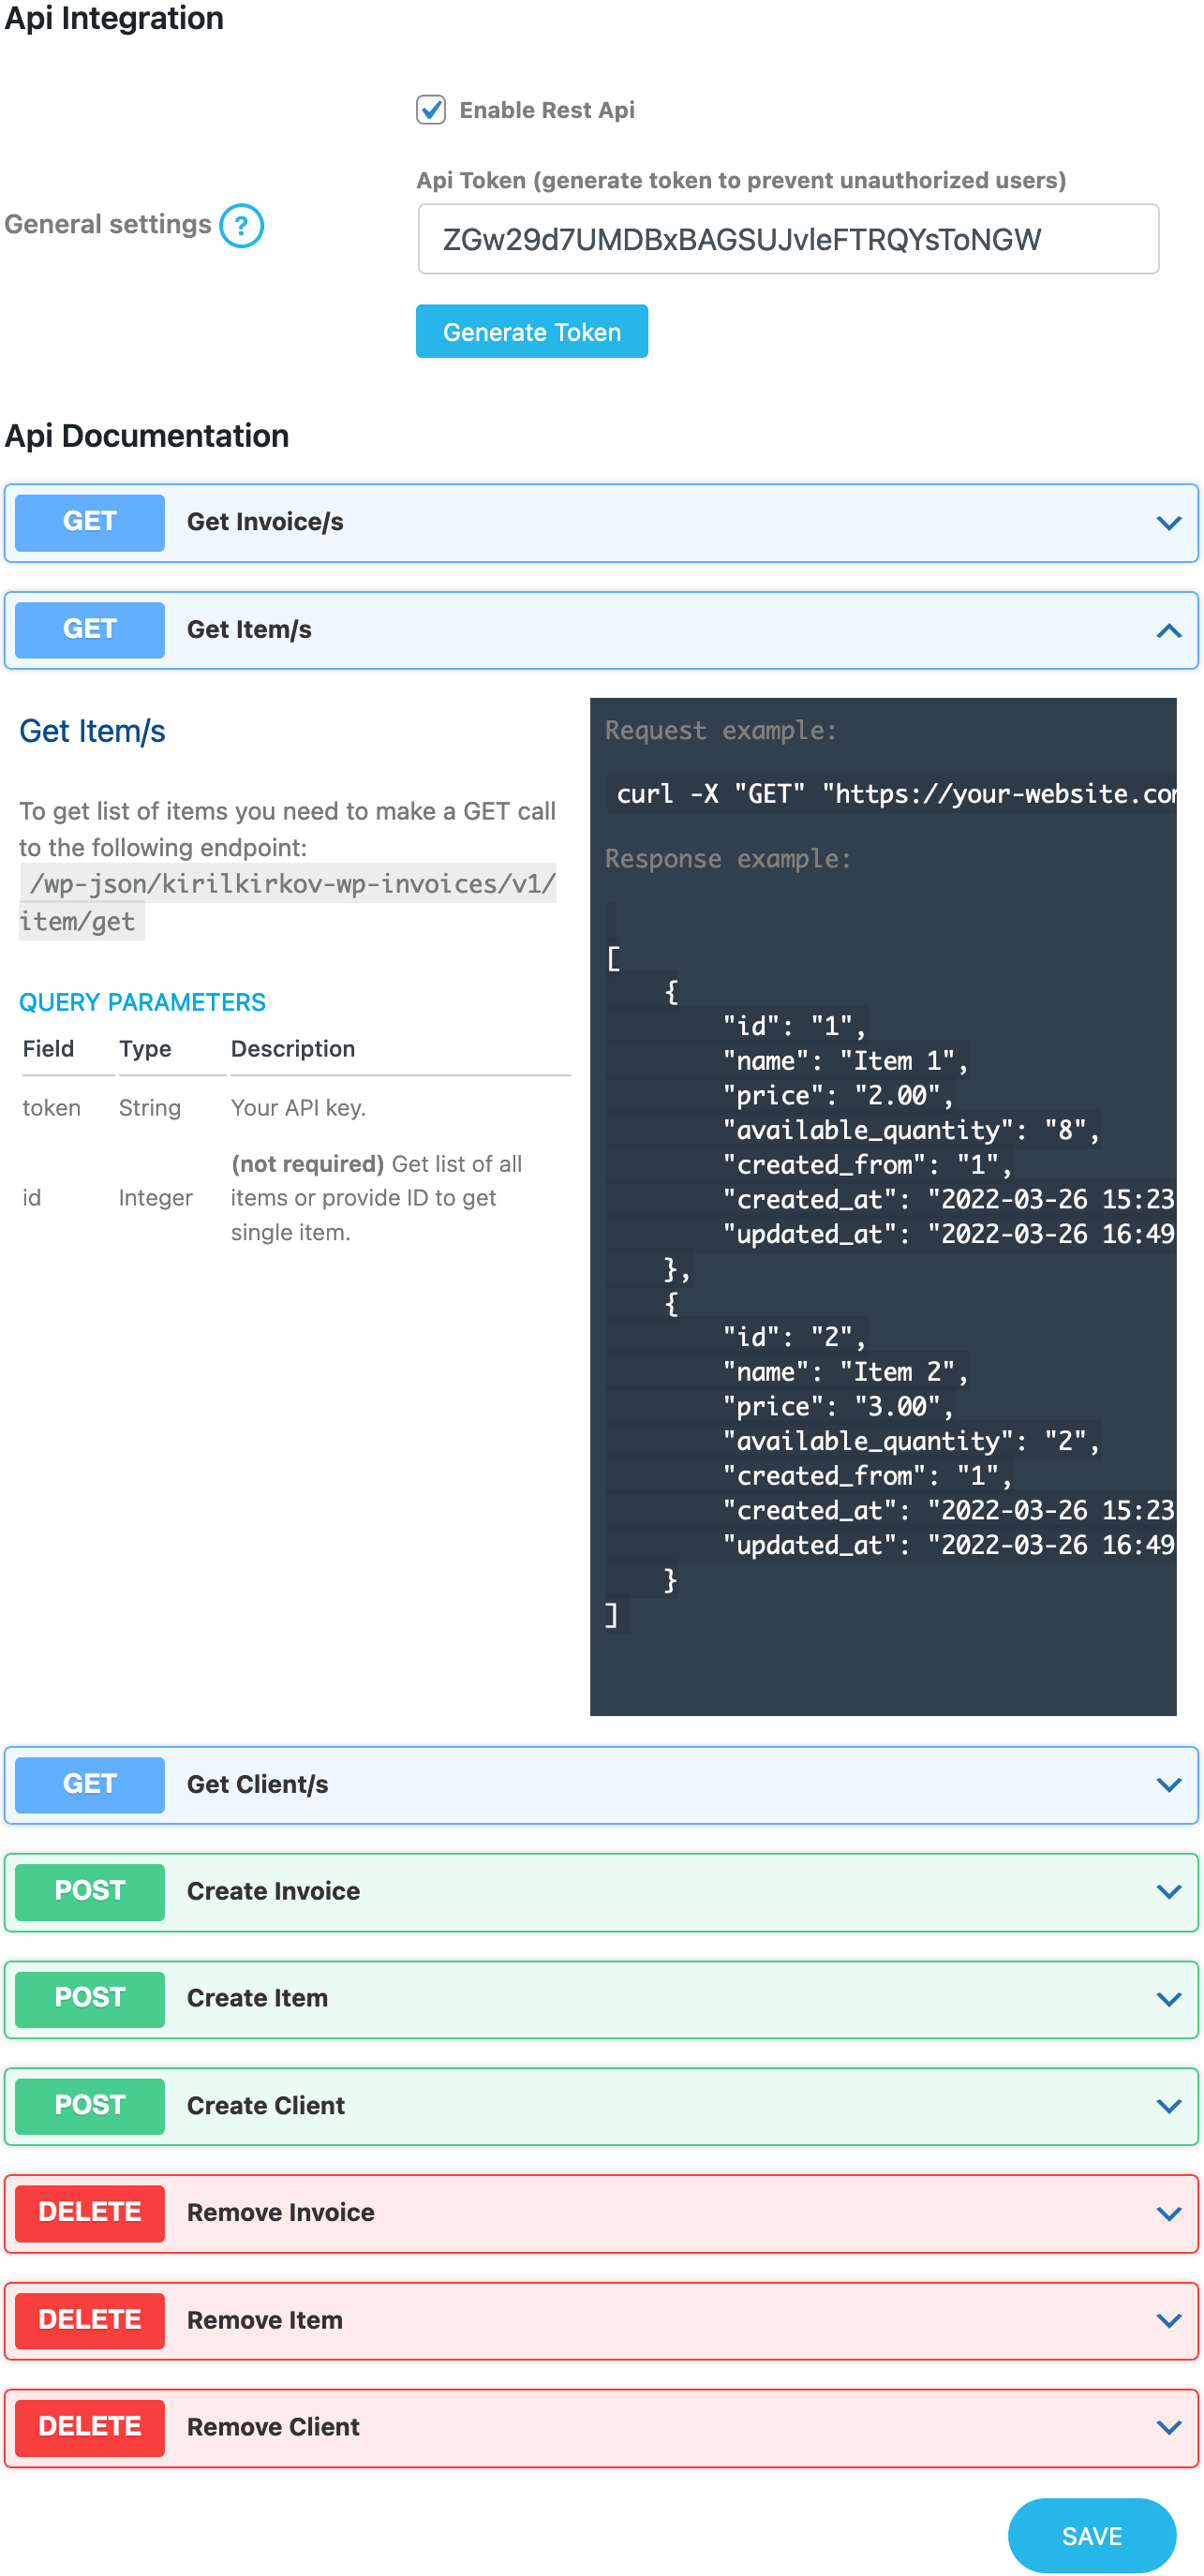 Api Integration
Enable Rest Api
Api Token (generate token to prevent unauthorized users)
General settings ?
ZGw29d7UMDBxBAGSUJvleFTRQYsToNGW
Generate Token
Api Documentation
GET Get Invoice/s
GET Get Item/s
Get Item/s
To get list of items you need to make a GET call
to the following endpoint:
/wp-json/kirilkirkov-wp-invoices/v1/
item/get
QUERY PARAMETERS
Field Type Description
token String Your API key.
id Integer (not required) Get list of all
items or provide ID to get
single item.
Request example:
curl -X "GET" "https://your-website.com
Response example:
[
{
"id": "1",
"name": "Item 1",
"price": "2.00",
"available_quantity": "8",
"created_from": "1",
"created_at": "2022-03-26 15:23
"updated_at": "2022-03-26 16:49
},
{
"id": "2",
"name": "Item 2",
"price": "3.00",
"available_quantity": "2",
"created_from": "1",
"created_at": "2022-03-26 15:23
"updated_at": "2022-03-26 16:49
}
]
GET Get Client/s
POST Create Invoice
POST Create Item
POST Create Client
DELETE Remove Invoice
DELETE Remove Item
DELETE Remove Client
SAVE